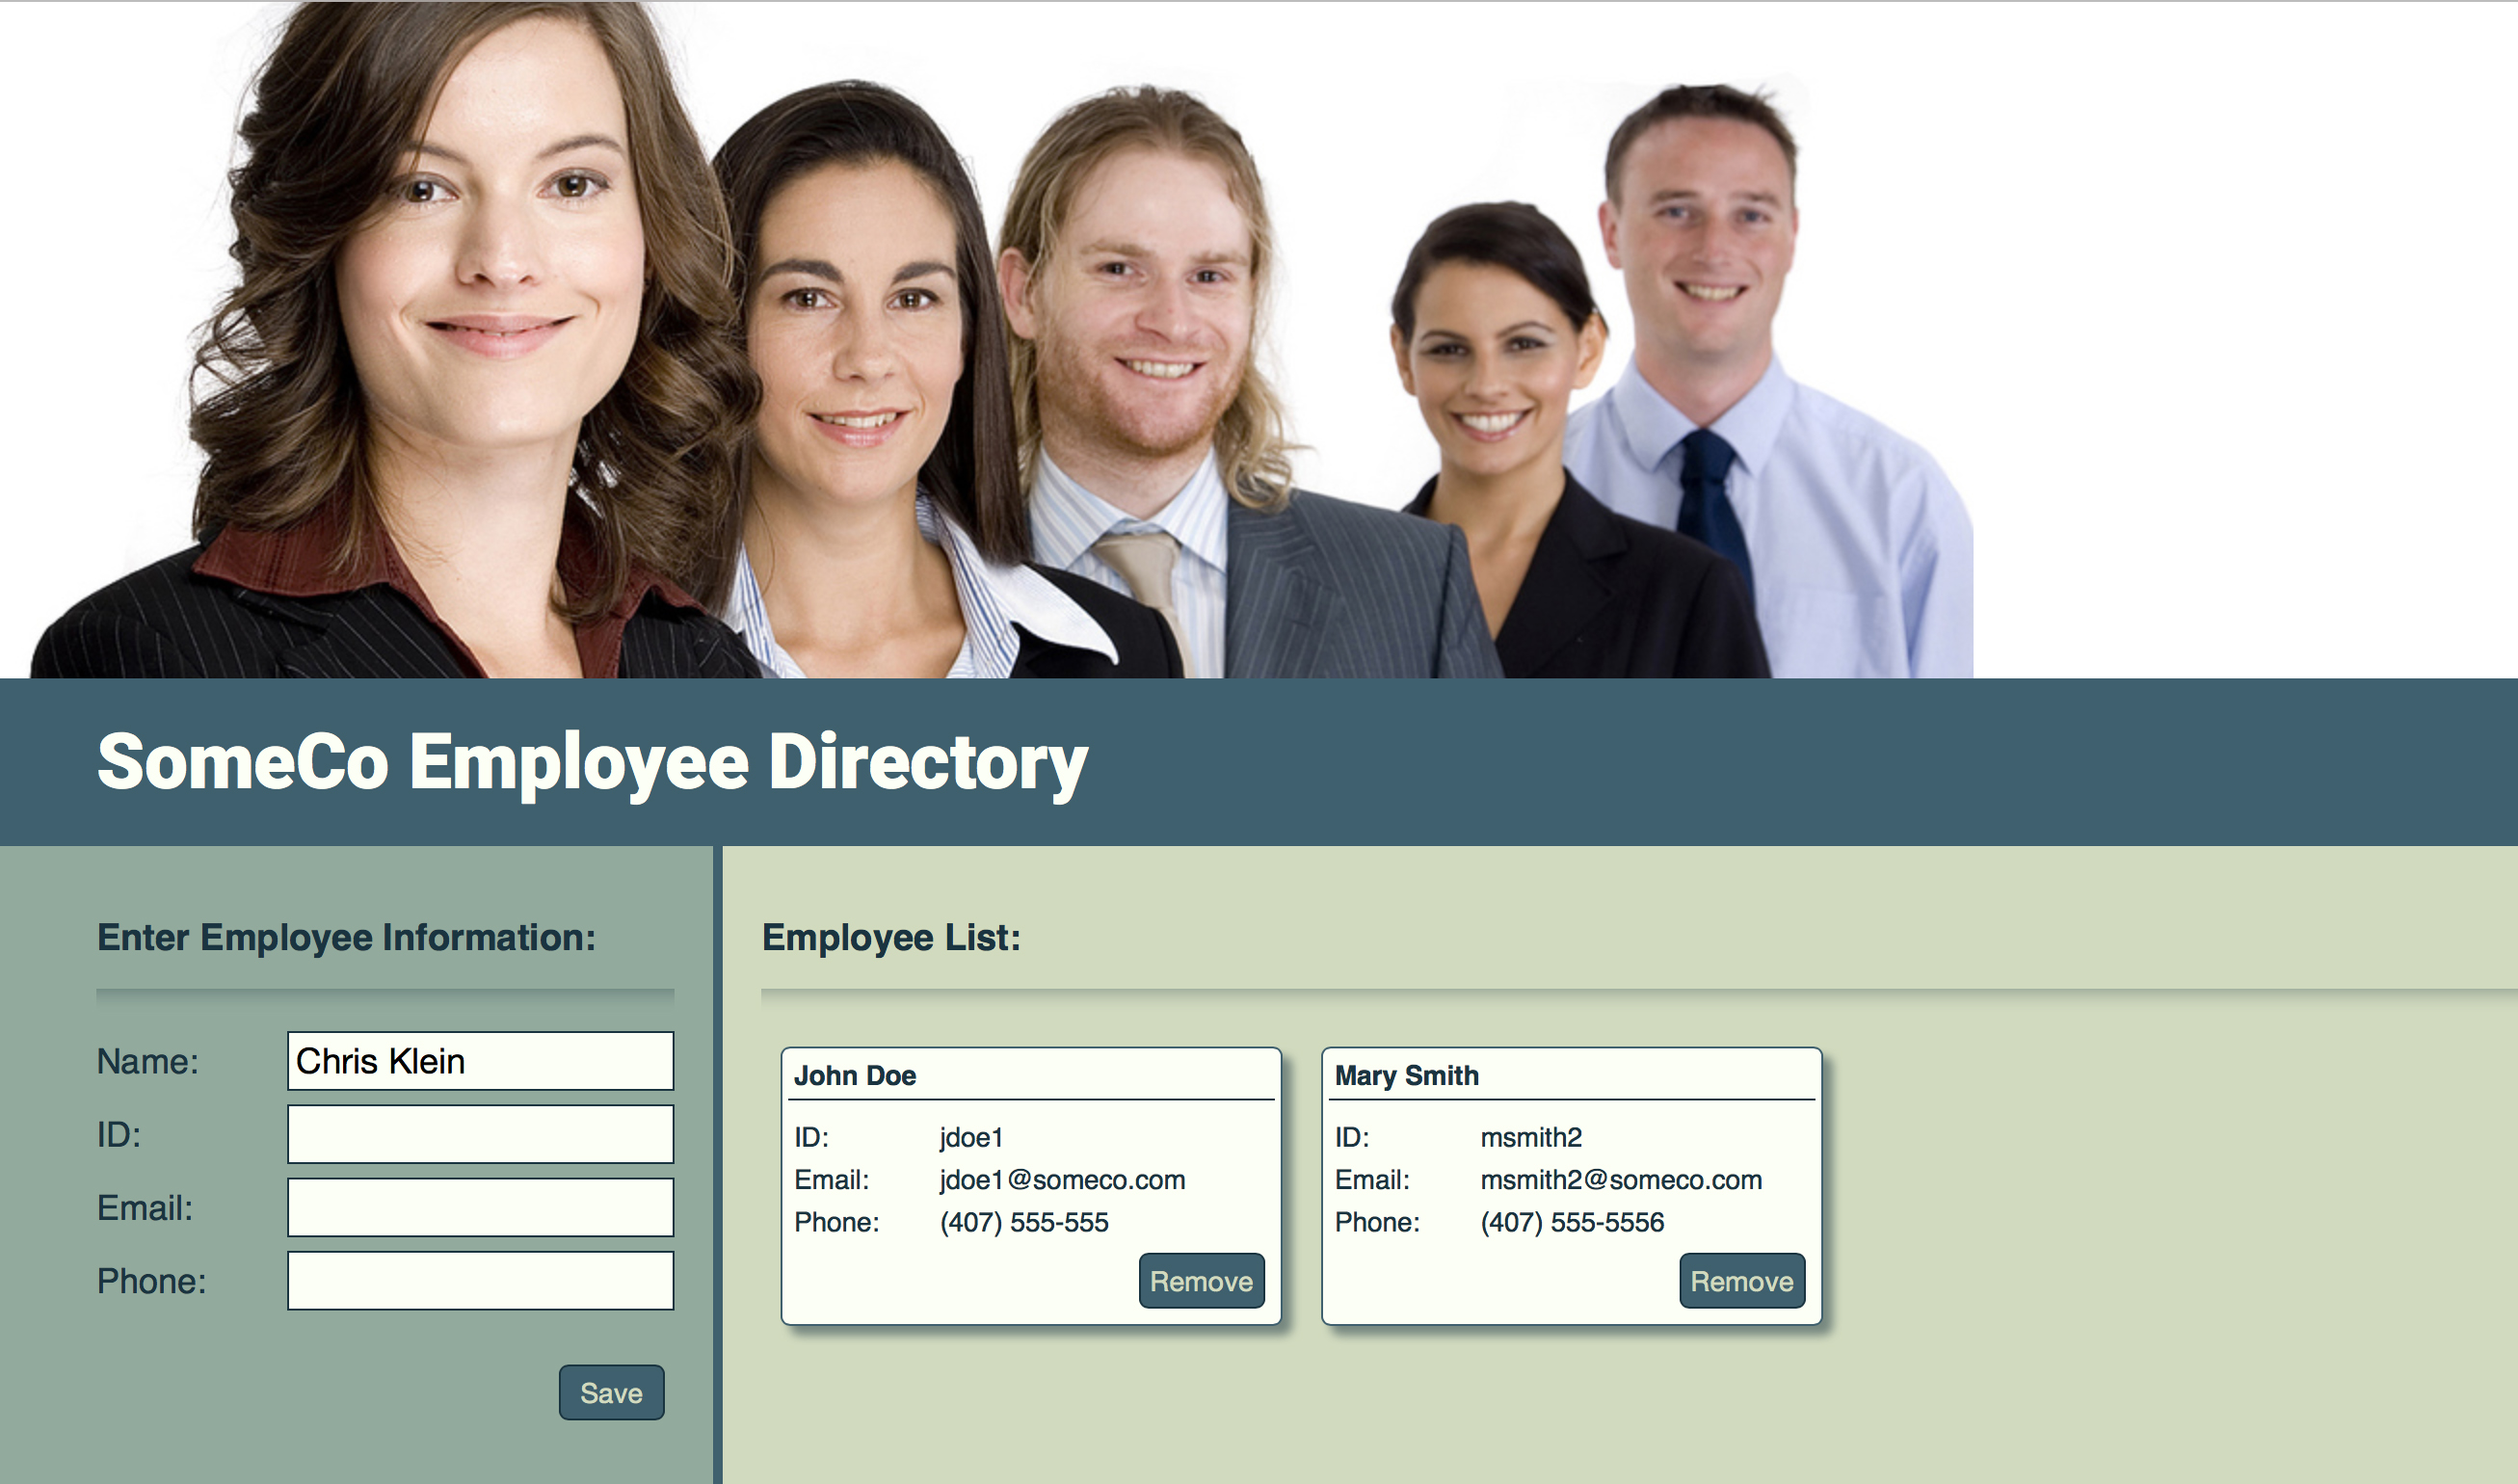 SomeCo Employee Directory
Enter Employee Information:
Name: Chris Klein
ID:
Email:
Phone:
Save
Employee List:
John Doe
ID: jdoe1
Email: jdoe1@someco.com
Phone: (407) 555-555
Remove
Mary Smith
ID: msmith2
Email: msmith2@someco.com
Phone: (407) 555-5556
Remove